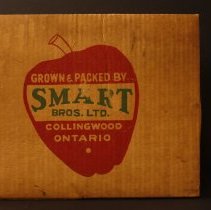 GROWN & PACKED BY
SMART
BROS. LTD.
COLLINGWOOD
ONTARIO